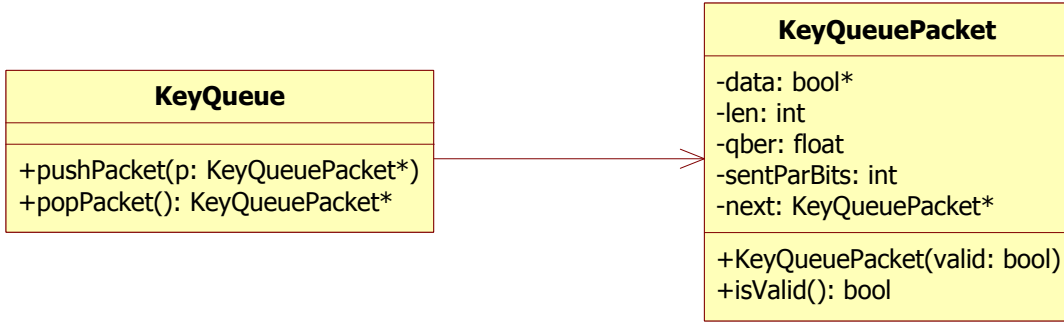 KeyQueue
+pushPacket(p: KeyQueuePacket*)
+popPacket(): KeyQueuePacket*
KeyQueuePacket
-data: bool*
-len: int
-qber: float
-sentParBits: int
-next: KeyQueuePacket*
+KeyQueuePacket(valid: bool)
+isValid(): bool